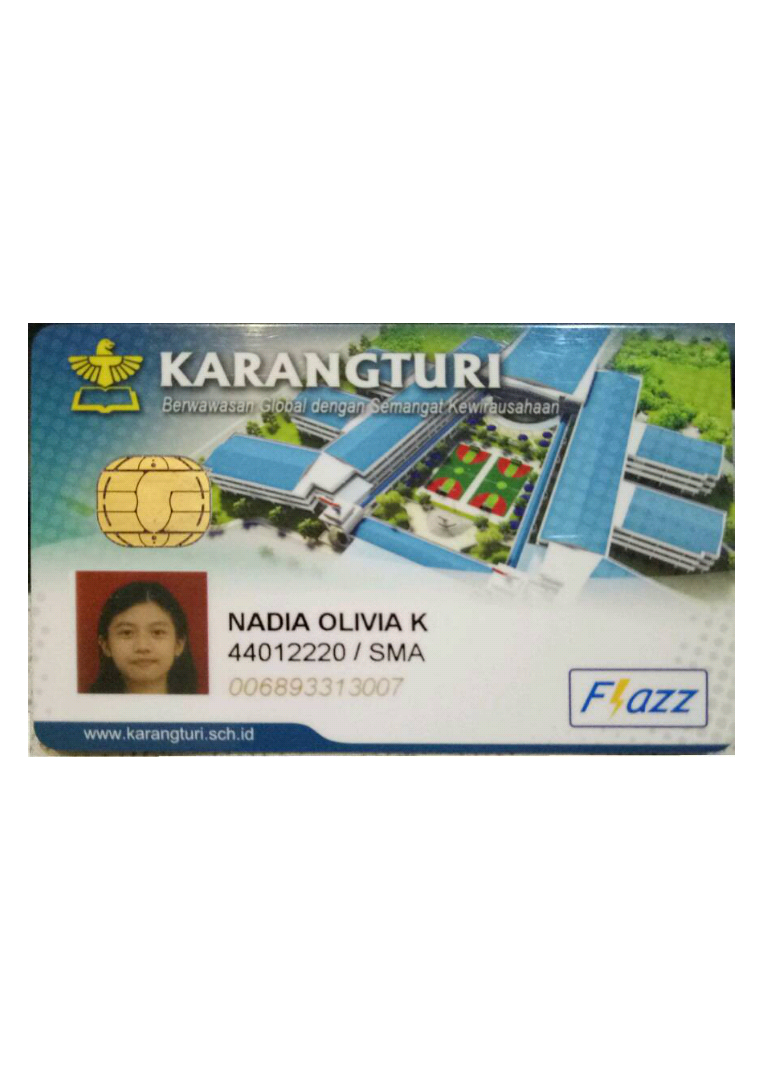 KARANGTURI
Berwawasan Global dengan Semangat Kewirausahaan
NADIA OLIVIA K
44012220 / SMA
006893313007
Flazz
www.karangturi.sch.id